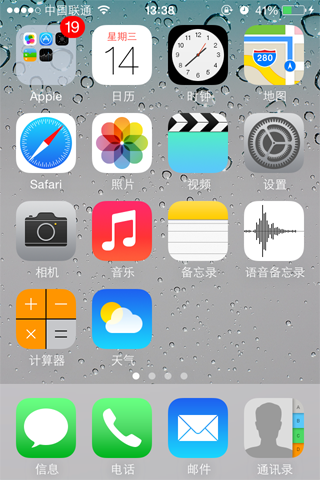 中国联通 13:38 41%
19 星期三
14
280
Apple 日历 时钟 地图
Safari 照片 视频 设置
相机 音乐 备忘录 语音备忘录
计算器 天气
信息 电话 邮件 通讯录